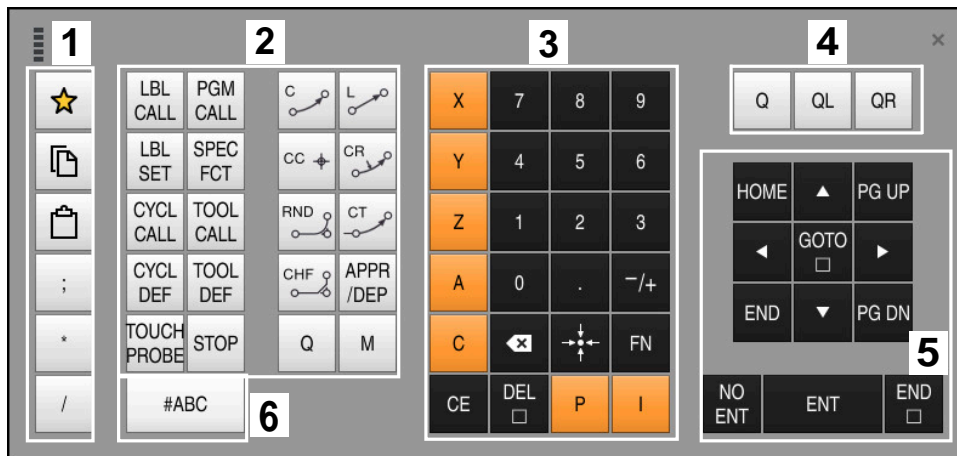 1 2 3 4
×
LBL CALL PGM CALL C L X 7 8 9 Q QL QR
LBL SET SPEC FCT CC CR Y 4 5 6 HOME ▲ PG UP
CYCL CALL TOOL CALL RND CT Z 1 2 3 ◄ GOTO □ ►
; CYCL DEF TOOL DEF CHF APPR /DEP A 0 . −/+ END ▼ PG DN
* TOUCH PROBE STOP Q M C FN 5
/ #ABC 6 CE DEL □ P I NO ENT ENT END □